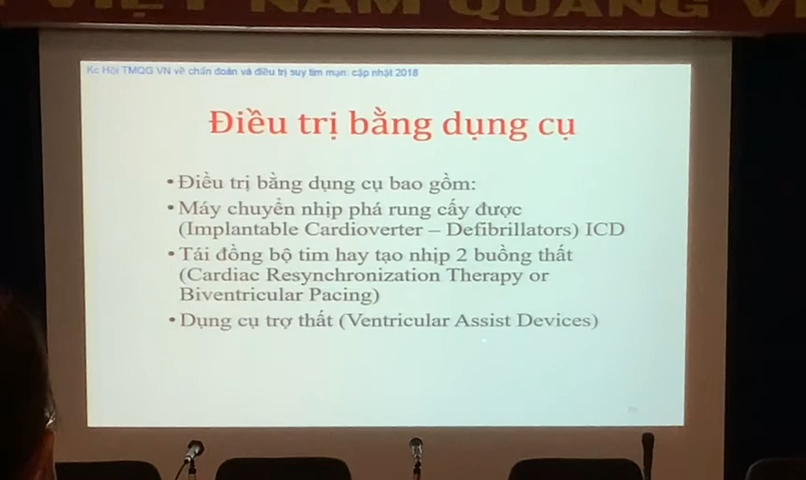 VIỆT NAM QUANG V
Kc Hội TMQG VN về chẩn đoán và điều trị suy tim mạn: cập nhật 2018
Điều trị bằng dụng cụ
• Điều trị bằng dụng cụ bao gồm:
• Máy chuyển nhịp phá rung cấy được
(Implantable Cardioverter – Defibrillators) ICD
• Tái đồng bộ tim hay tạo nhịp 2 buồng thất
(Cardiac Resynchronization Therapy or
Biventricular Pacing)
• Dụng cụ trợ thất (Ventricular Assist Devices)